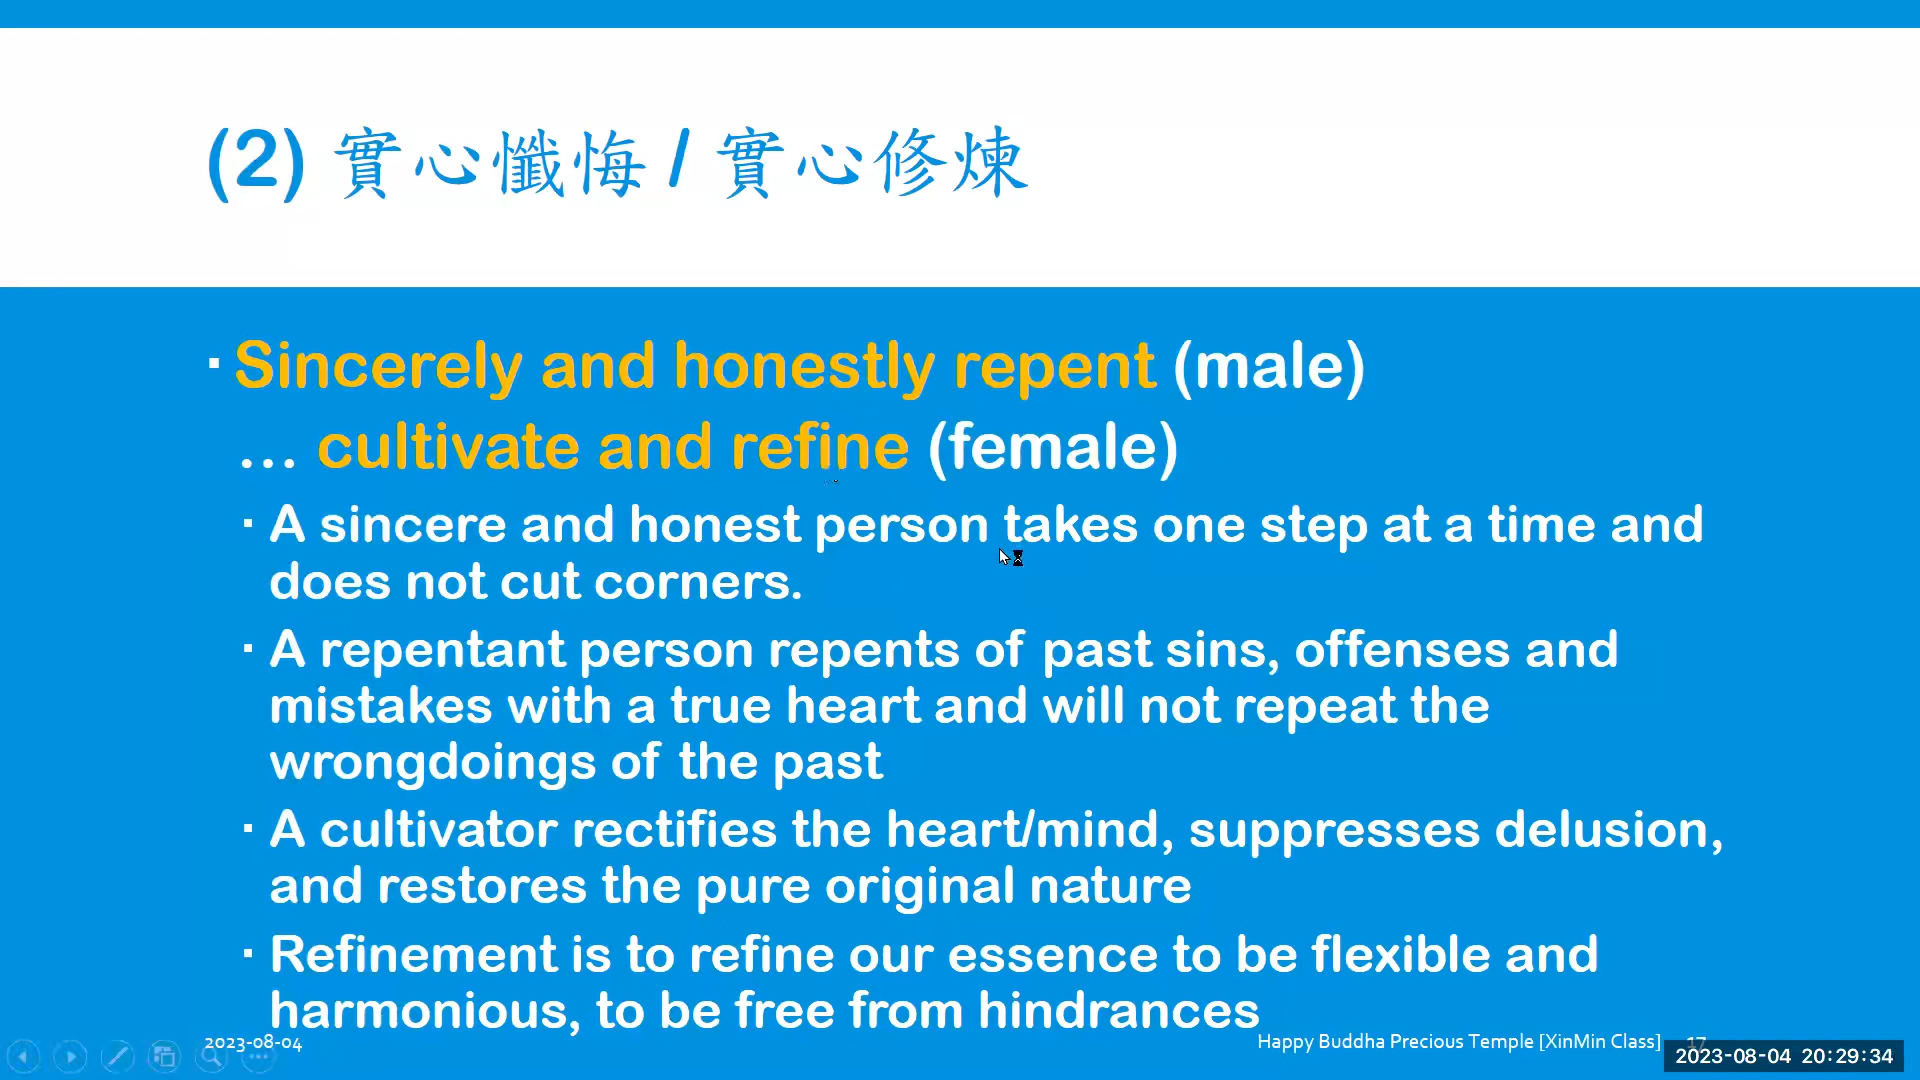 (2) 實心懺悔 / 實心修煉
▪ Sincerely and honestly repent (male)
… cultivate and refine (female)
▪ A sincere and honest person takes one step at a time and
does not cut corners.
▪ A repentant person repents of past sins, offenses and
mistakes with a true heart and will not repeat the
wrongdoings of the past
▪ A cultivator rectifies the heart/mind, suppresses delusion,
and restores the pure original nature
▪ Refinement is to refine our essence to be flexible and
harmonious, to be free from hindrances
2023-08-04
Happy Buddha Precious Temple [XinMin Class]
17
2023-08-04 20:29:34